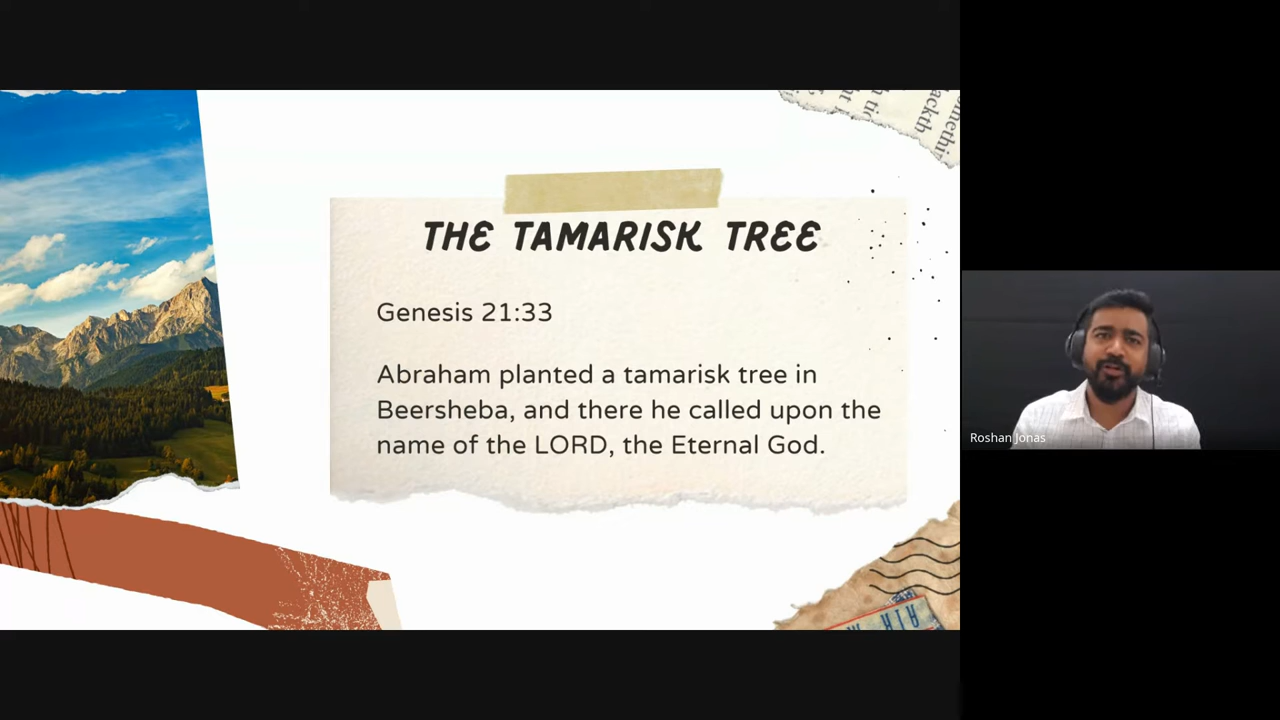 THE TAMARISK TREE
Genesis 21:33
Abraham planted a tamarisk tree in
Beersheba, and there he called upon the
name of the LORD, the Eternal God.
Roshan Jonas
AIR